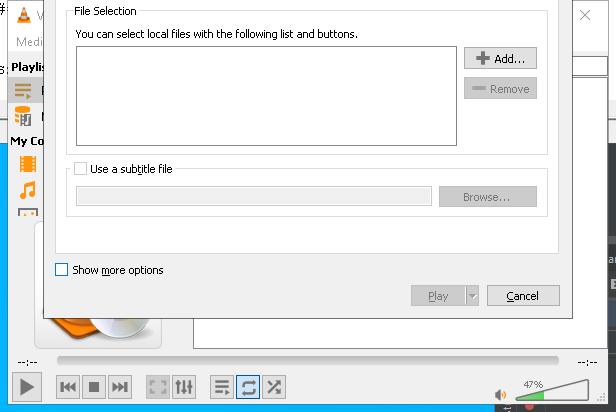 ##
V
File Selection
Medi
You can select local files with the following list and buttons.
Add...
Playlis
Remove
My Co
Use a subtitle file
Browse...
Show more options
Play
Cancel
--:--
--:--
47%